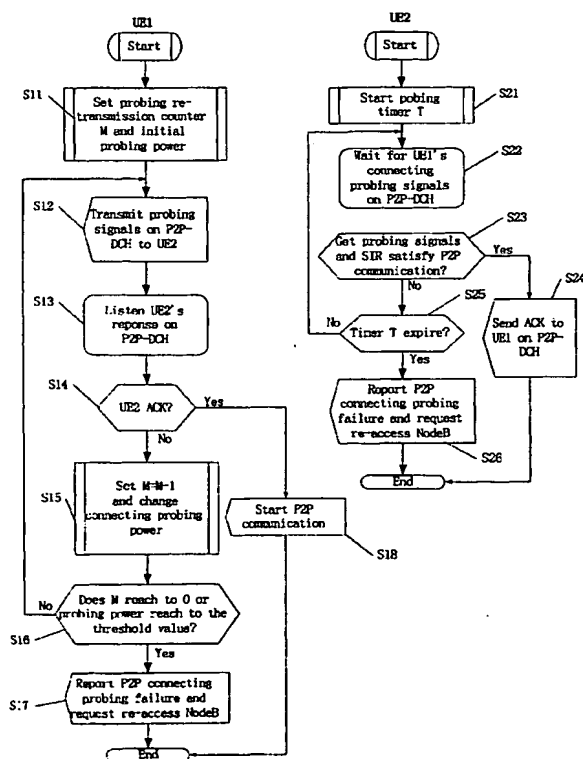 UE1
Start
S11
Set probing re-
transmission counter
M and initial
probing power
S12
Transmit probing
signals on P2P-
DCH to UE2
S13
Listen UE2's
reponse on
P2P-DCH
S14
UE2 ACK?
Yes
No
S15
Set M=M-1
and change
connecting probing
power
Start P2P
communication
S18
No
Does M reach to 0 or
probing power reach to the
threshold value?
S16
Yes
S17
Report P2P connecting
probing failure and
request re-access NodeB
End
UE2
Start
Start pobing
timer T
S21
Wait for UE1's
connecting
probing signals
on P2P-DCH
S22
S23
Get probing signals
and SIR satisfy P2P
communication?
Yes
No
S24
S25
No
Timer T expire?
Send ACK to
UE1 on P2P-
DCH
Yes
Report P2P
connecting probing
failure and request
re-access NodeB
S26
End